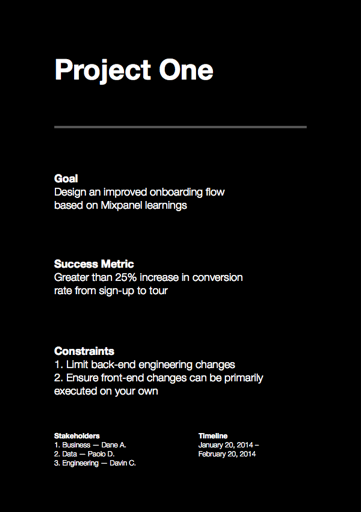 Project One
Goal
Design an improved onboarding flow
based on Mixpanel learnings
Success Metric
Greater than 25% increase in conversion
rate from sign-up to tour
Constraints
1. Limit back-end engineering changes
2. Ensure front-end changes can be primarily
executed on your own
Stakeholders
1. Business — Dane A.
2. Data — Paolo D.
3. Engineering — Davin C.
Timeline
January 20, 2014 –
February 20, 2014